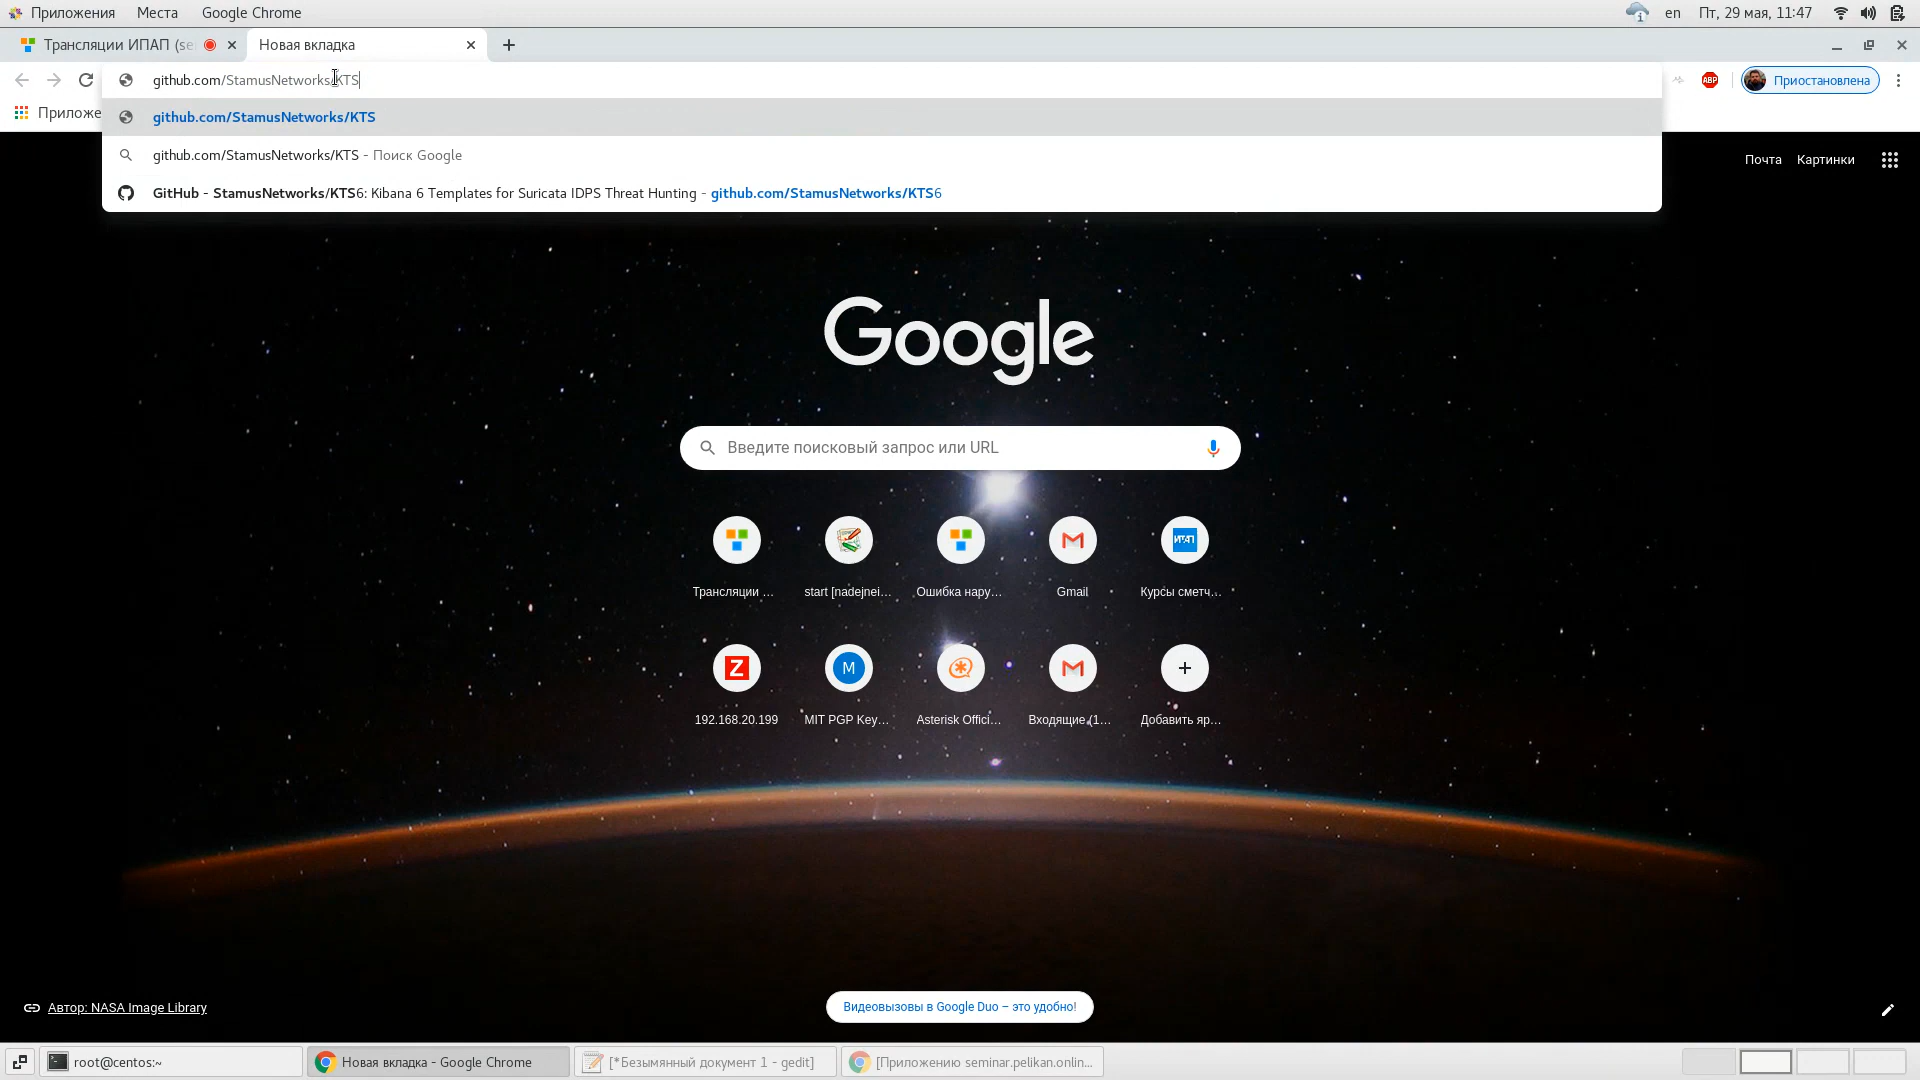 Приложения Места Google Chrome en Пт, 29 мая, 11:47
Трансляции ИПАП (se Новая вкладка
github.com/StamusNetworks/KTS ABP Приостановлена
Приложе github.com/StamusNetworks/KTS
github.com/StamusNetworks/KTS - Поиск Google
Почта Картинки
GitHub - StamusNetworks/KTS6: Kibana 6 Templates for Suricata IDPS Threat Hunting - github.com/StamusNetworks/KTS6
Google
Введите поисковый запрос или URL
ИПАП
Трансляции ... start [nadejnei... Ошибка нару... Gmail Курсы сметч...
Z M
192.168.20.199 MIT PGP Key... Asterisk Offici... Входящие (1... Добавить яр...
Автор: NASA Image Library Видеовызовы в Google Duo – это удобно!
root@centos:~ Новая вкладка - Google Chrome [*Безымянный документ 1 - gedit] [Приложению seminar.pelikan.onlin...